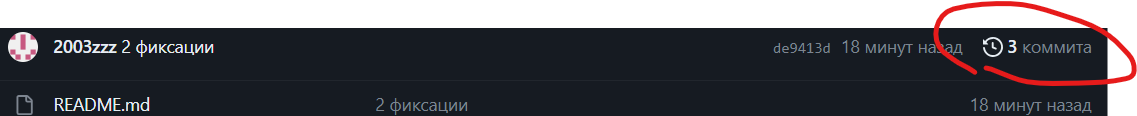 2003zzz 2 фиксации de9413d 18 минут назад 3 коммита
README.md 2 фиксации 18 минут назад